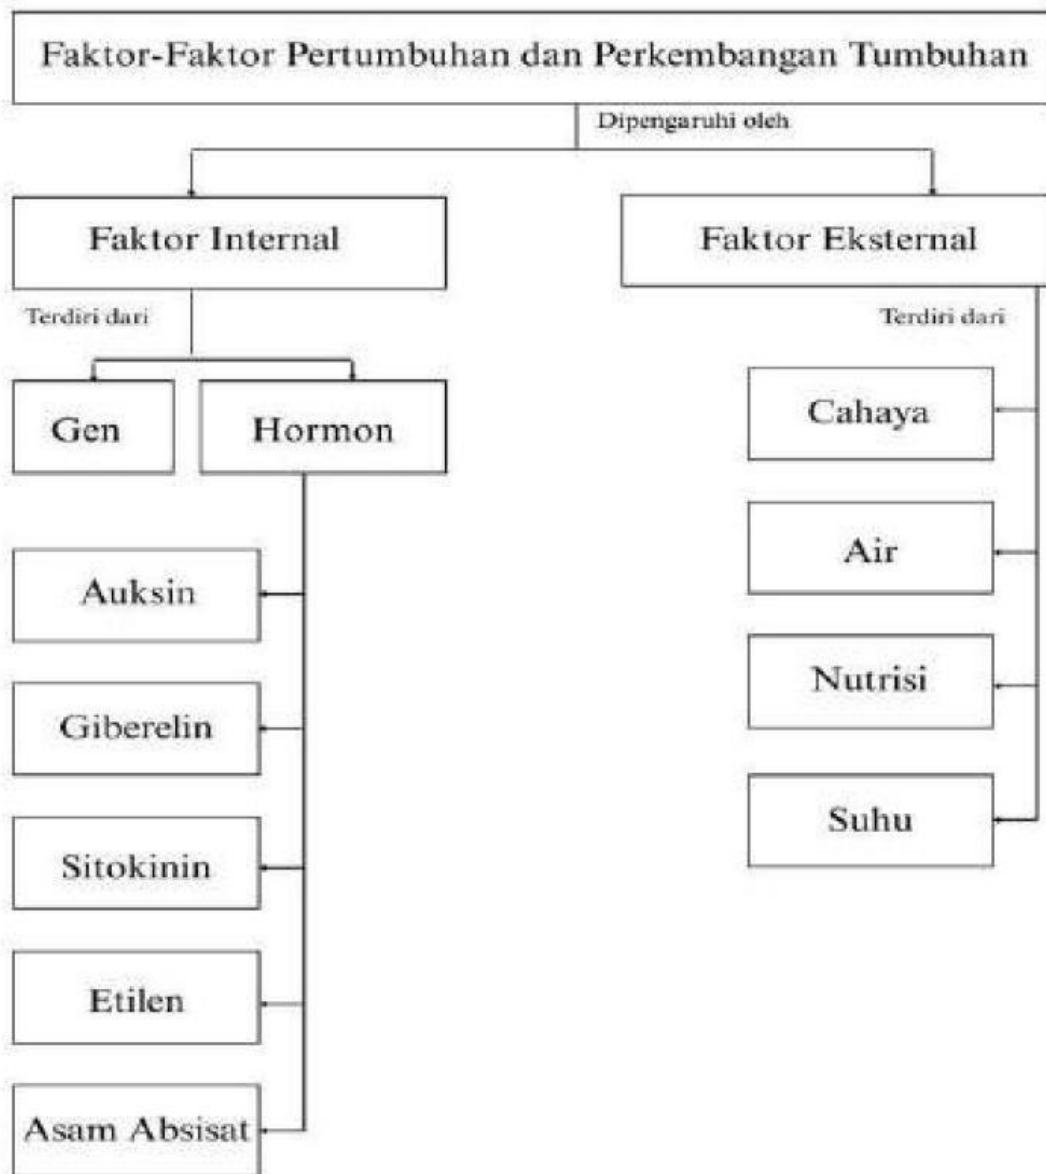 Faktor-Faktor Pertumbuhan dan Perkembangan Tumbuhan
Dipengaruhi oleh
Faktor Internal
Faktor Eksternal
Terdiri dari
Terdiri dari
Gen
Hormon
Cahaya
Air
Nutrisi
Suhu
Auksin
Giberelin
Sitokinin
Etilen
Asam Absisat